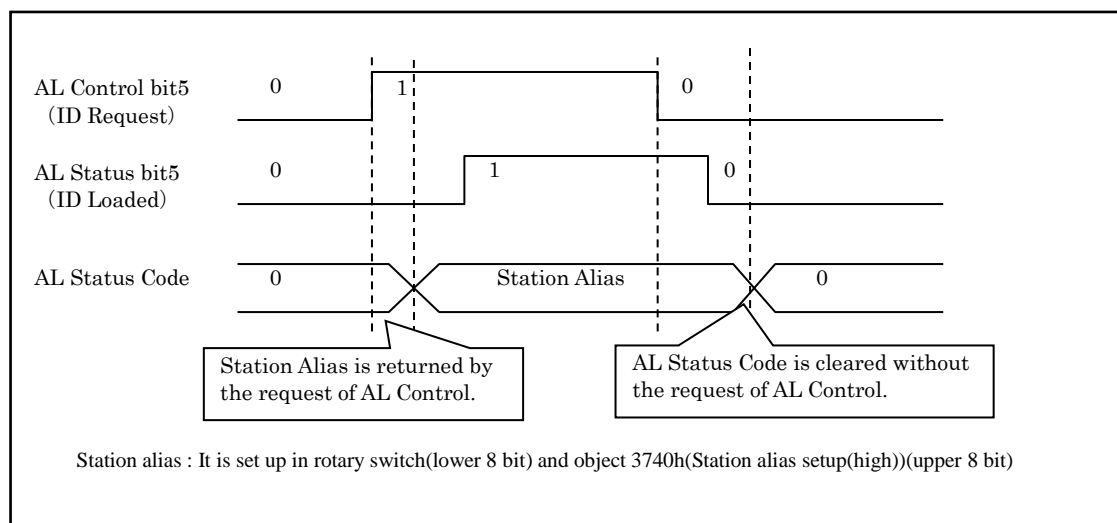 AL Control bit5
（ID Request）
0
1
0
AL Status bit5
（ID Loaded）
0
1
0
AL Status Code
0
Station Alias
0
Station Alias is returned by
the request of AL Control.
AL Status Code is cleared without
the request of AL Control.
Station alias : It is set up in rotary switch(lower 8 bit) and object 3740h(Station alias setup(high))(upper 8 bit)